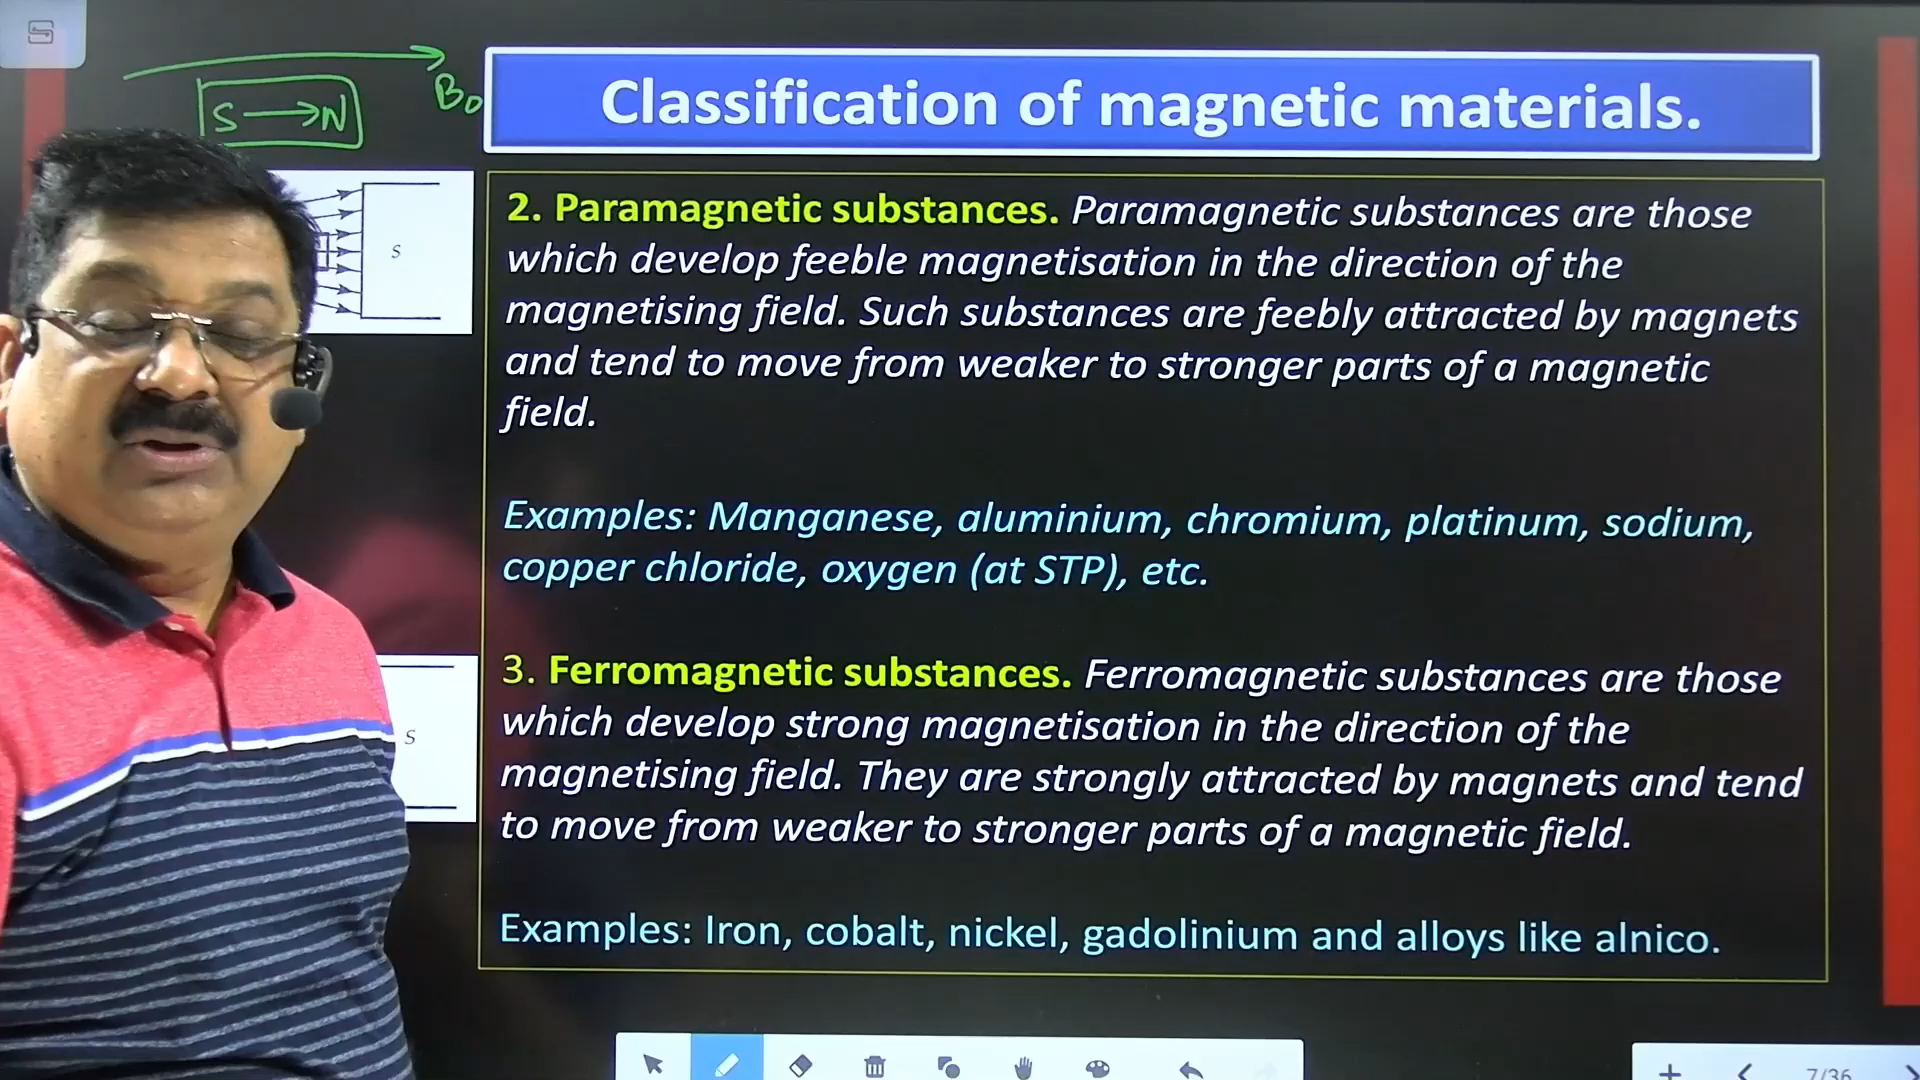 B₀
S → N
Classification of magnetic materials.
S
2. Paramagnetic substances. Paramagnetic substances are those
which develop feeble magnetisation in the direction of the
magnetising field. Such substances are feebly attracted by magnets
and tend to move from weaker to stronger parts of a magnetic
field.
Examples: Manganese, aluminium, chromium, platinum, sodium,
copper chloride, oxygen (at STP), etc.
3. Ferromagnetic substances. Ferromagnetic substances are those
which develop strong magnetisation in the direction of the
magnetising field. They are strongly attracted by magnets and tend
to move from weaker to stronger parts of a magnetic field.
S
Examples: Iron, cobalt, nickel, gadolinium and alloys like alnico.
7/36